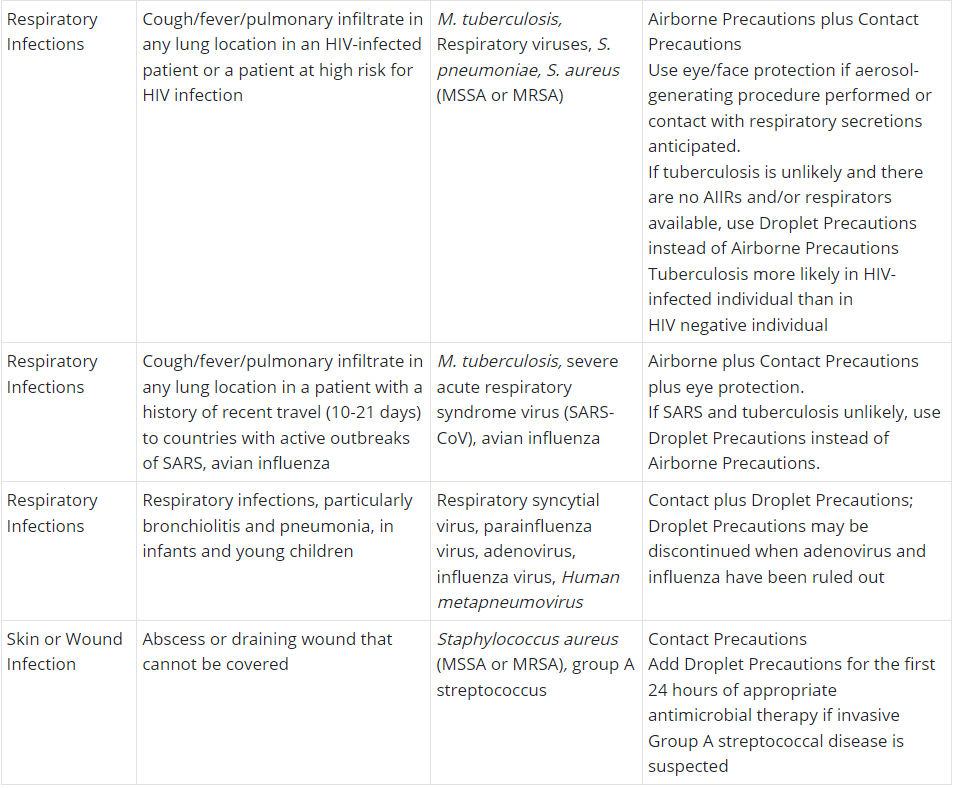 Respiratory
Infections
Cough/fever/pulmonary infiltrate in
any lung location in an HIV-infected
patient or a patient at high risk for
HIV infection
M. tuberculosis,
Respiratory viruses, S.
pneumoniae, S. aureus
(MSSA or MRSA)
Airborne Precautions plus Contact
Precautions
Use eye/face protection if aerosol-
generating procedure performed or
contact with respiratory secretions
anticipated.
If tuberculosis is unlikely and there
are no AIIRs and/or respirators
available, use Droplet Precautions
instead of Airborne Precautions
Tuberculosis more likely in HIV-
infected individual than in
HIV negative individual
Respiratory
Infections
Cough/fever/pulmonary infiltrate in
any lung location in a patient with a
history of recent travel (10-21 days)
to countries with active outbreaks
of SARS, avian influenza
M. tuberculosis, severe
acute respiratory
syndrome virus (SARS-
CoV), avian influenza
Airborne plus Contact Precautions
plus eye protection.
If SARS and tuberculosis unlikely, use
Droplet Precautions instead of
Airborne Precautions.
Respiratory
Infections
Respiratory infections, particularly
bronchiolitis and pneumonia, in
infants and young children
Respiratory syncytial
virus, parainfluenza
virus, adenovirus,
influenza virus, Human
metapneumovirus
Contact plus Droplet Precautions;
Droplet Precautions may be
discontinued when adenovirus and
influenza have been ruled out
Skin or Wound
Infection
Abscess or draining wound that
cannot be covered
Staphylococcus aureus
(MSSA or MRSA), group A
streptococcus
Contact Precautions
Add Droplet Precautions for the first
24 hours of appropriate
antimicrobial therapy if invasive
Group A streptococcal disease is
suspected